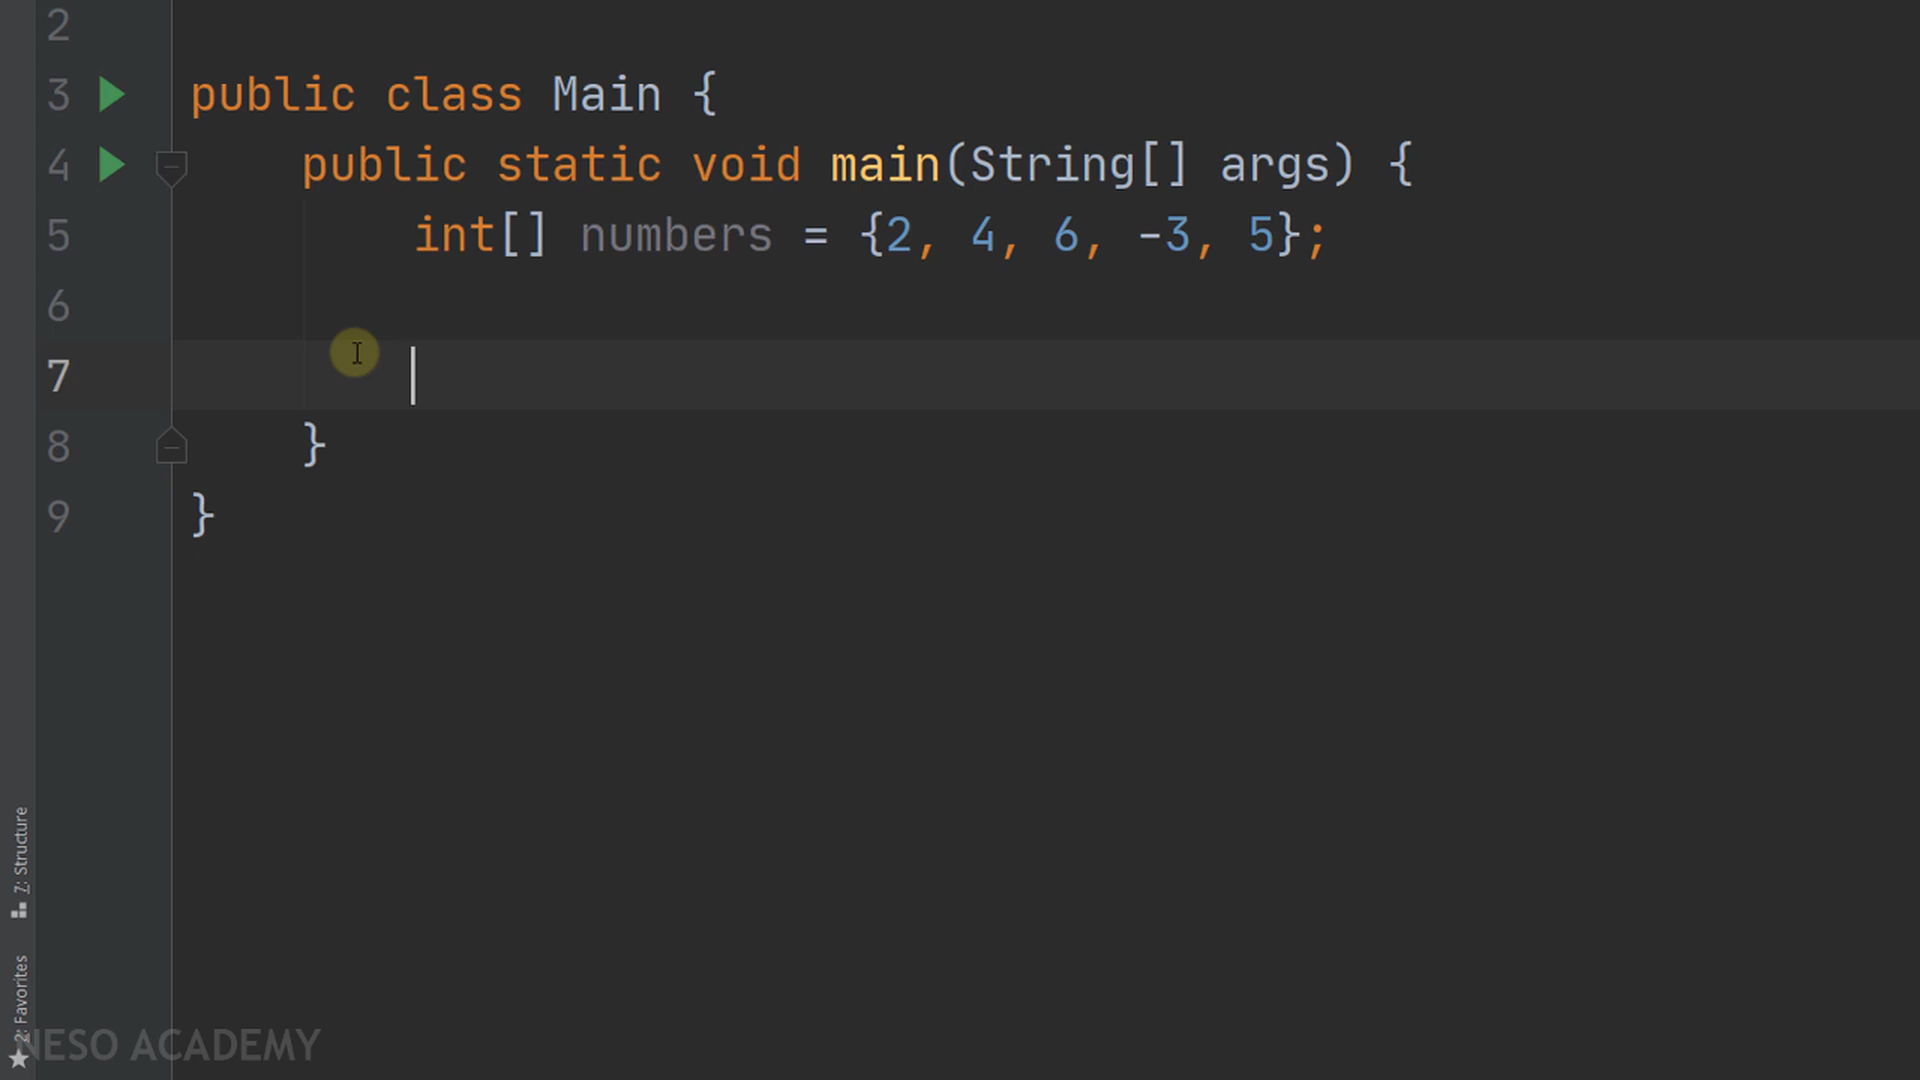 2
3 public class Main {
4 public static void main(String[] args) {
5 int[] numbers = {2, 4, 6, -3, 5};
6
7
8 }
9 }
7: Structure
2: Favorites
NESO ACADEMY